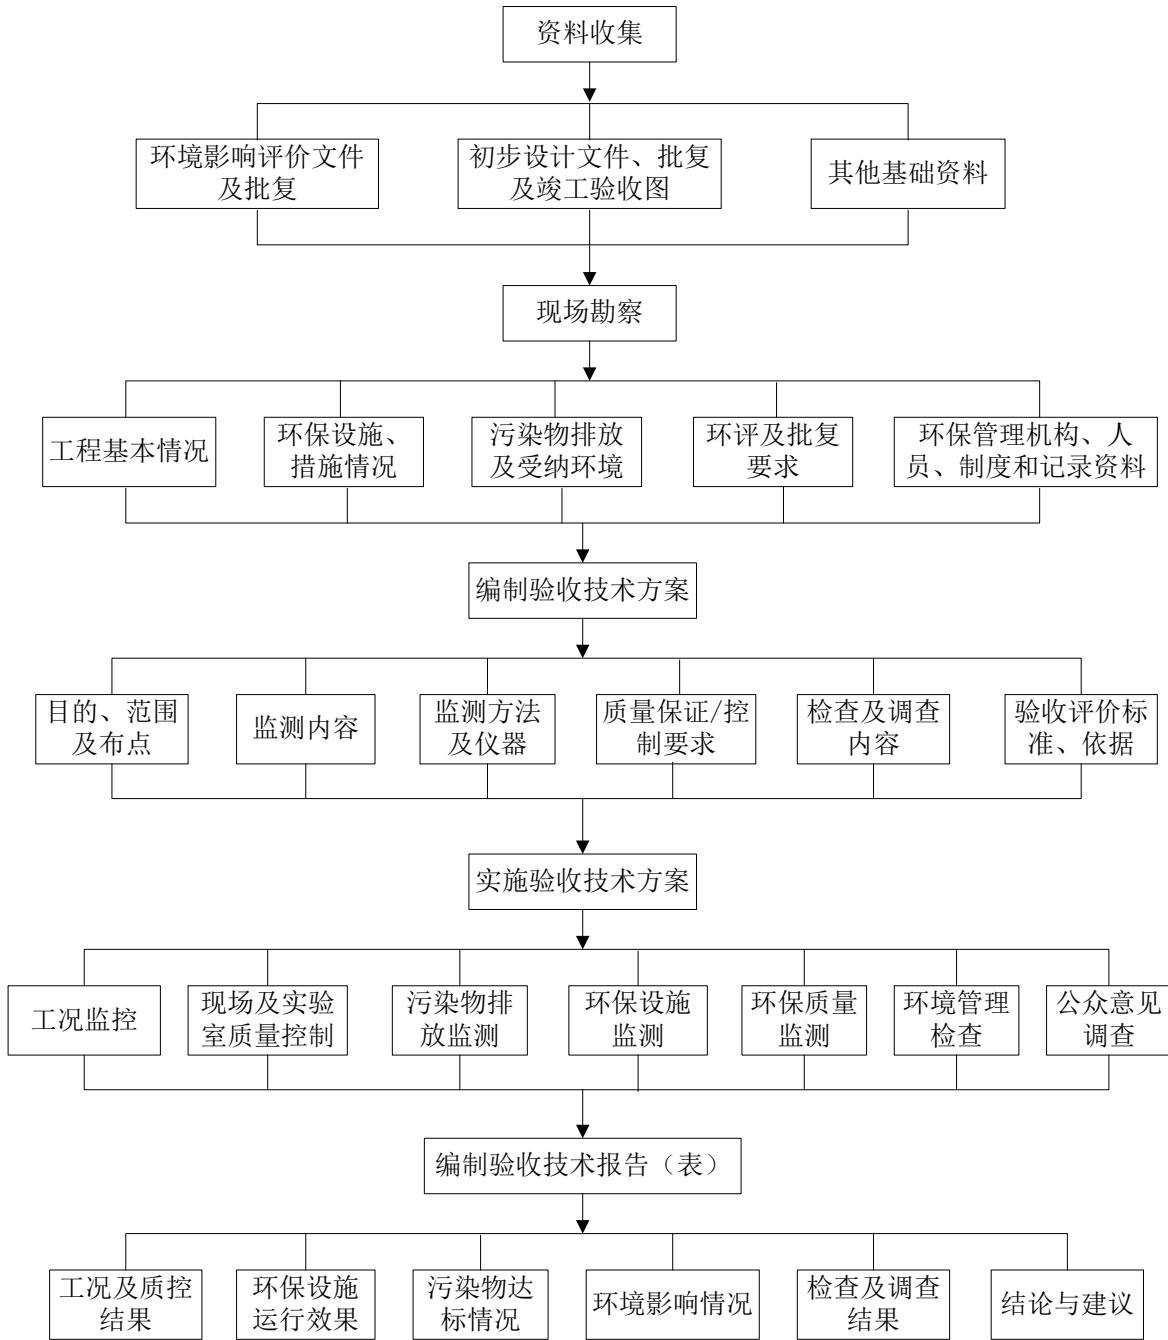 资料收集
环境影响评价文件
及批复
初步设计文件、批复
及竣工验收图
其他基础资料
现场勘察
工程基本情况
环保设施、
措施情况
污染物排放
及受纳环境
环评及批复
要求
环保管理机构、人
员、制度和记录资料
编制验收技术方案
目的、范围
及布点
监测内容
监测方法
及仪器
质量保证/控
制要求
检查及调查
内容
验收评价标
准、依据
实施验收技术方案
工况监控
现场及实验
室质量控制
污染物排
放监测
环保设施
监测
环保质量
监测
环境管理
检查
公众意见
调查
编制验收技术报告（表）
工况及质控
结果
环保设施
运行效果
污染物达
标情况
环境影响情况
检查及调查
结果
结论与建议